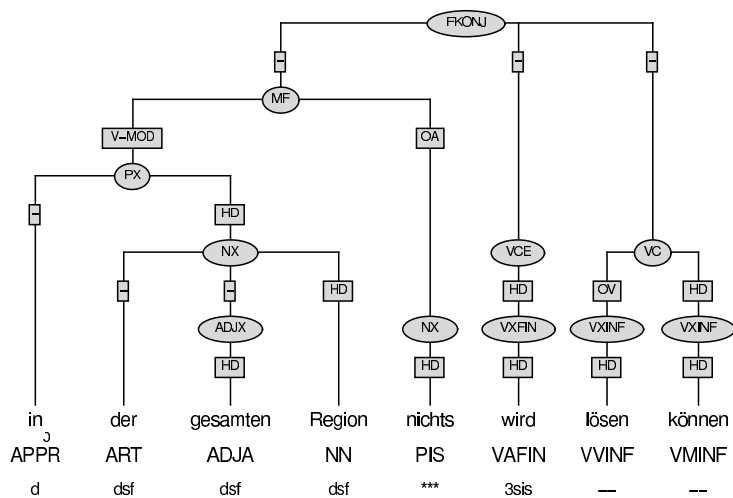 FKONJ
– – –
MF
V–MOD OA
PX
– HD
NX VCE VC
– – HD HD OV HD
ADJX NX VXFIN VXINF VXINF
HD HD HD HD HD
in der gesamten Region nichts wird lösen können
APPR ART ADJA NN PIS VAFIN VVINF VMINF
d dsf dsf dsf *** 3sis –– ––